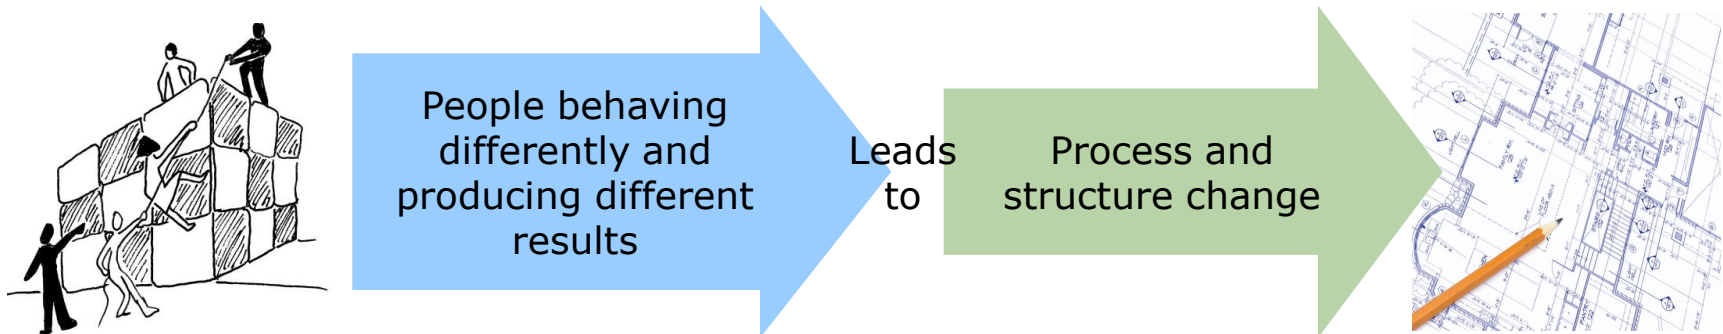 People behaving
differently and
producing different
results
Leads
to
Process and
structure change